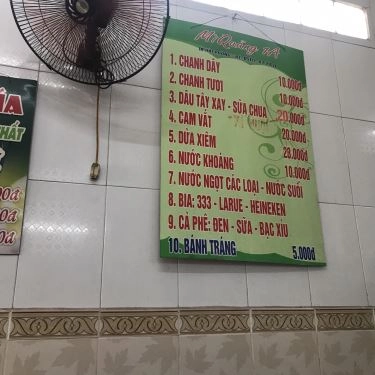 Mì Quảng 1A
1. CHANH DÂY 10.000đ
2. CHANH TƯƠI 10.000đ
3. DÂU TÂY XAY - SỮA CHUA 20.000đ
4. CAM VẮT 20.000đ
5. DỪA XIÊM 20.000đ
6. NƯỚC KHOÁNG 10.000đ
7. NƯỚC NGỌT CÁC LOẠI - NƯỚC SUỐI
8. BIA: 333 - LARUE - HEINEKEN
9. CÀ PHÊ: ĐEN - SỮA - BẠC XỈU
10. BÁNH TRÁNG 5.000đ